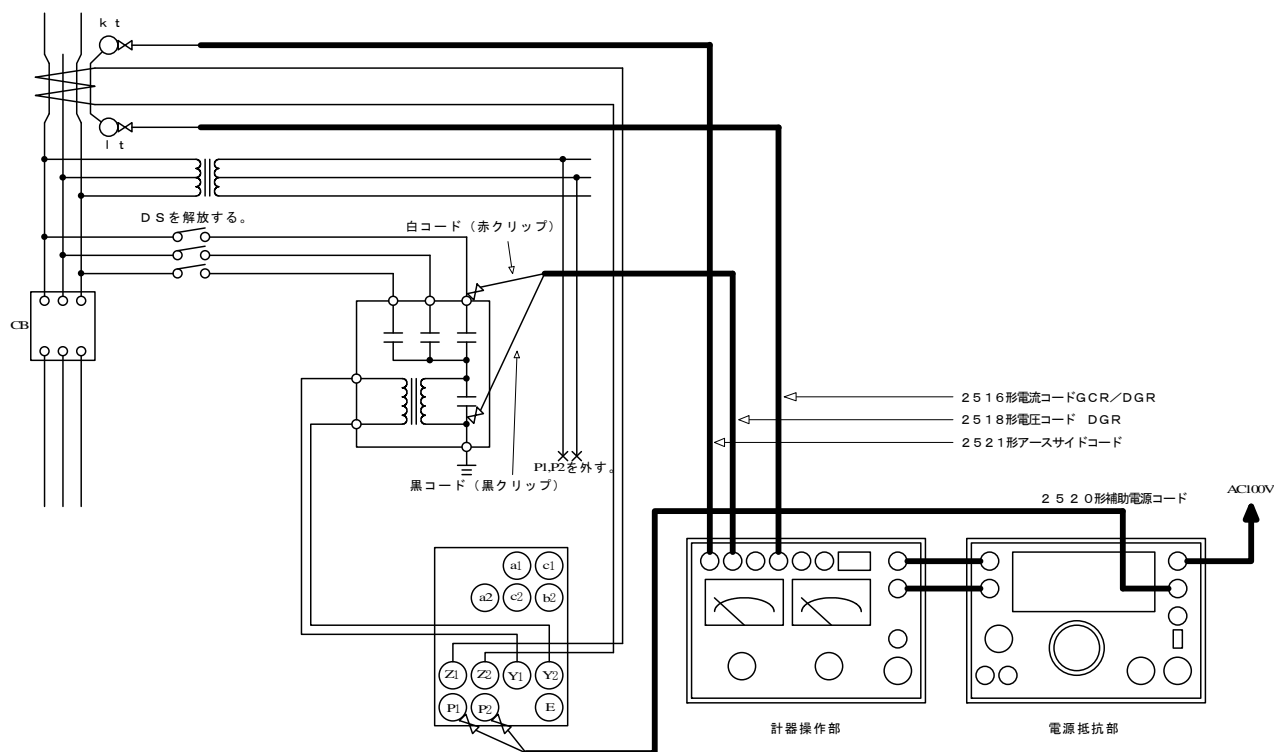 k t
l t
DSを解放する。
白コード（赤クリップ）
CB
2516形電流コードGCR／DGR
2518形電圧コード DGR
2521形アースサイドコード
P1,P2を外す。
黒コード（黒クリップ）
AC100V
2520形補助電源コード
a1 c1
a2 c2 b2
Z1 Z2 Y1 Y2
P1 P2 E
計器操作部
電源抵抗部